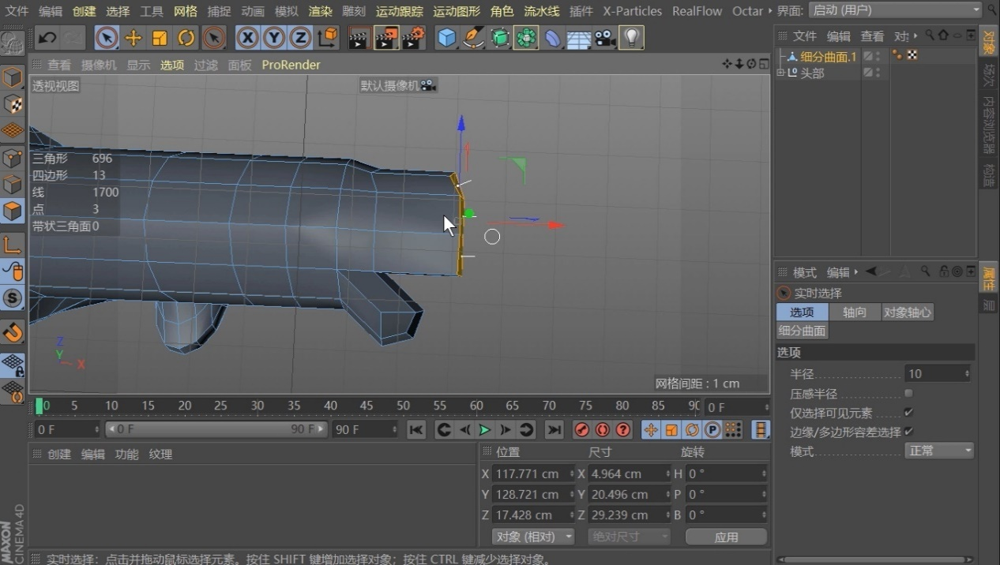 文件 编辑 创建 选择 工具 网格 捕捉 动画 模拟 渲染 雕刻 运动跟踪 运动图形 角色 流水线 插件 X-Particles RealFlow Octar 界面: 启动 (用户)
查看 摄像机 显示 选项 过滤 面板 ProRender
透视视图
默认摄像机
三角形 696
四边形 13
线 1700
点 3
带状三角面 0
Z
Y
X
网格间距 : 1 cm
0 5 10 15 20 25 30 35 40 45 50 55 60 65 70 75 80 85 90 0 F
0 F 0 F 90 F 90 F
创建 编辑 功能 纹理
位置 尺寸 旋转
X 117.771 cm X 4.964 cm H 0 °
Y 128.721 cm Y 20.496 cm P 0 °
Z 17.428 cm Z 29.239 cm B 0 °
对象 (相对) 绝对尺寸 应用
MAXON
CINEMA 4D
实时选择: 点击并拖动鼠标选择元素。按住 SHIFT 键增加选择对象; 按住 CTRL 键减少选择对象。
文件 编辑 查看 对
细分曲面.1
头部
对象
场次
内容浏览器
构造
模式 编辑
实时选择
选项 轴向 对象轴心
细分曲面
选项
半径 10
压感半径
仅选择可见元素
边缘/多边形容差选择
模式 正常
属性
层